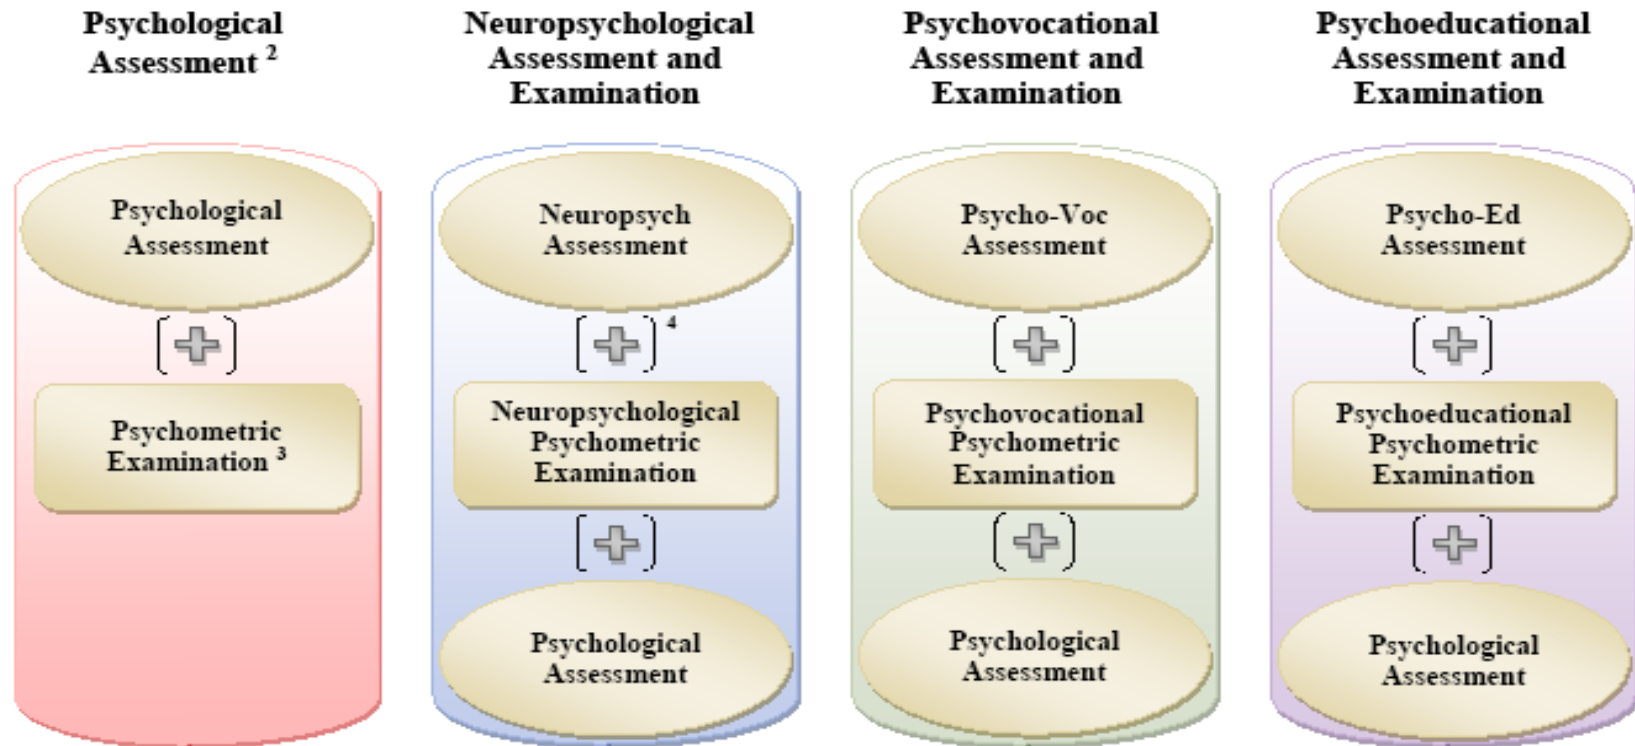 Psychological
Assessment 2
Neuropsychological
Assessment and
Examination
Psychovocational
Assessment and
Examination
Psychoeducational
Assessment and
Examination
Psychological
Assessment
Psychometric
Examination 3
Neuropsych
Assessment
4
Neuropsychological
Psychometric
Examination
Psychological
Assessment
Psycho-Voc
Assessment
Psychovocational
Psychometric
Examination
Psychological
Assessment
Psycho-Ed
Assessment
Psychoeducational
Psychometric
Examination
Psychological
Assessment